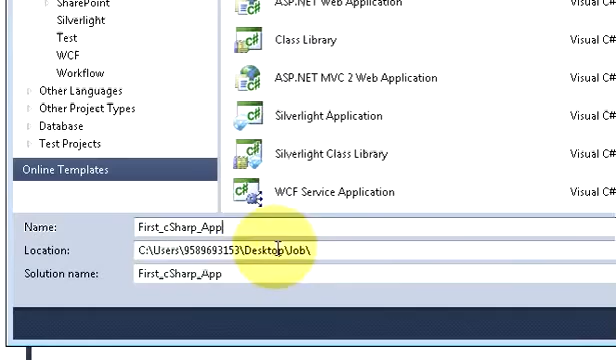 SharePoint
Silverlight
Test
WCF
Workflow
Other Languages
Other Project Types
Database
Test Projects
Online Templates
ASP.NET Web Application Visual C#
Class Library Visual C#
ASP.NET MVC 2 Web Application Visual C#
Silverlight Application Visual C#
Silverlight Class Library Visual C#
WCF Service Application Visual C#
Name: First_cSharp_App
Location: C:\Users\9589693153\Desktop\Job\
Solution name: First_cSharp_App